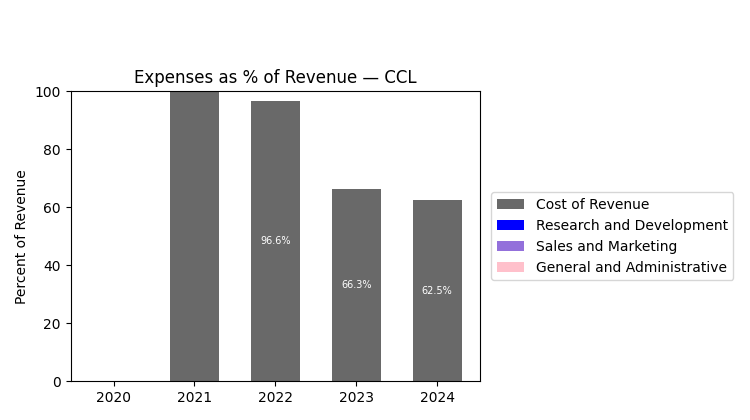 Expenses as % of Revenue — CCL
Percent of Revenue
100
80
60
40
20
0
96.6%
66.3%
62.5%
2020
2021
2022
2023
2024
Cost of Revenue
Research and Development
Sales and Marketing
General and Administrative